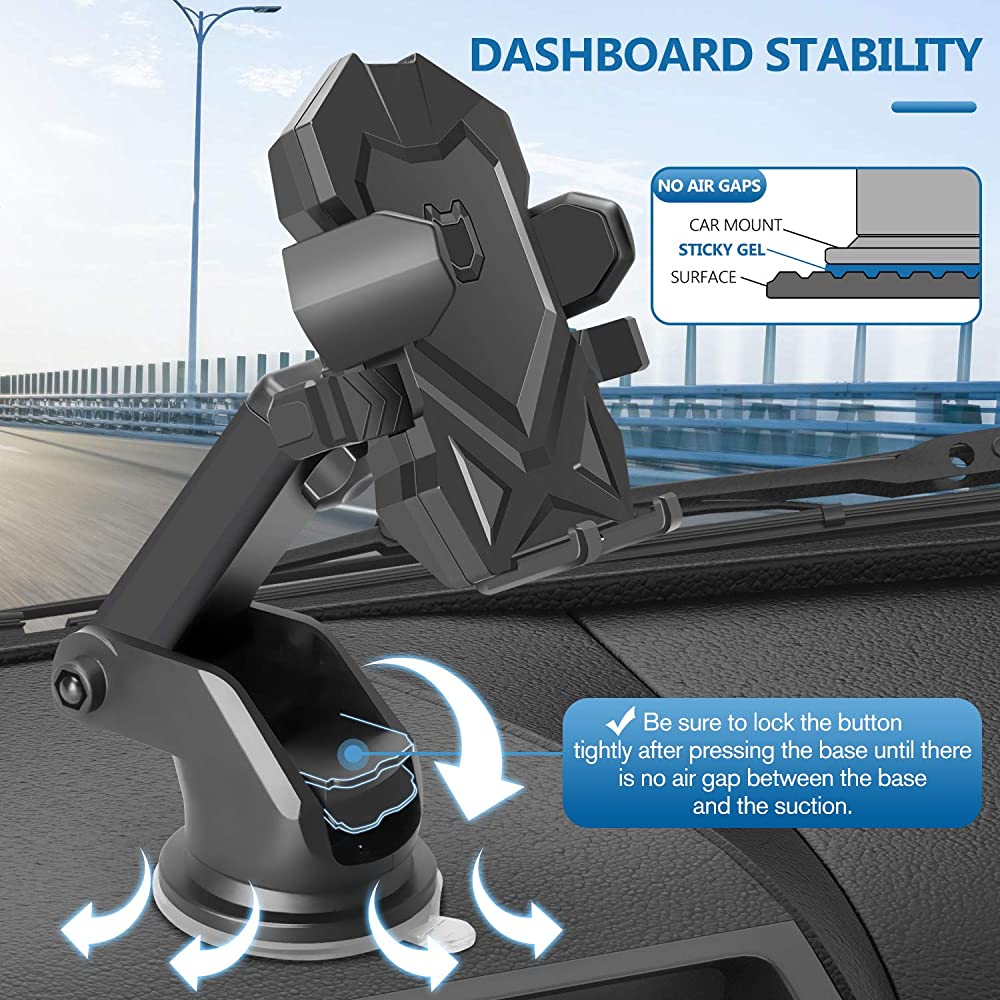 DASHBOARD STABILITY
NO AIR GAPS
CAR MOUNT
STICKY GEL
SURFACE
Be sure to lock the button
tightly after pressing the base until there
is no air gap between the base
and the suction.